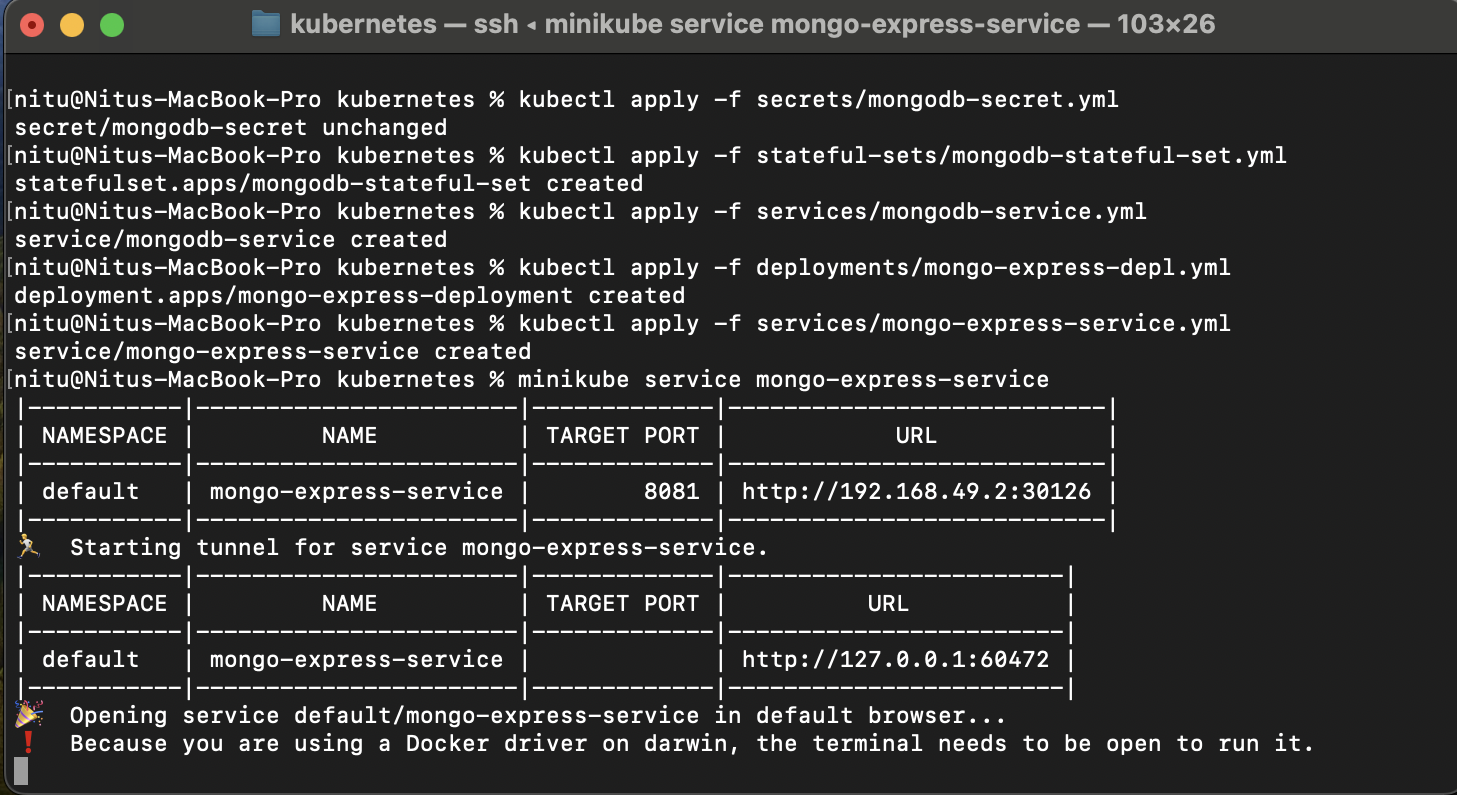 kubernetes — ssh ◂ minikube service mongo-express-service — 103×26
[nitu@Nitus-MacBook-Pro kubernetes % kubectl apply -f secrets/mongodb-secret.yml
secret/mongodb-secret unchanged
[nitu@Nitus-MacBook-Pro kubernetes % kubectl apply -f stateful-sets/mongodb-stateful-set.yml
statefulset.apps/mongodb-stateful-set created
[nitu@Nitus-MacBook-Pro kubernetes % kubectl apply -f services/mongodb-service.yml
service/mongodb-service created
[nitu@Nitus-MacBook-Pro kubernetes % kubectl apply -f deployments/mongo-express-depl.yml
deployment.apps/mongo-express-deployment created
[nitu@Nitus-MacBook-Pro kubernetes % kubectl apply -f services/mongo-express-service.yml
service/mongo-express-service created
[nitu@Nitus-MacBook-Pro kubernetes % minikube service mongo-express-service
|-----------|-----------------------|-------------|---------------------------|
| NAMESPACE |         NAME          | TARGET PORT |            URL            |
|-----------|-----------------------|-------------|---------------------------|
| default   | mongo-express-service |        8081 | http://192.168.49.2:30126 |
|-----------|-----------------------|-------------|---------------------------|
🏃  Starting tunnel for service mongo-express-service.
|-----------|-----------------------|-------------|------------------------|
| NAMESPACE |         NAME          | TARGET PORT |          URL           |
|-----------|-----------------------|-------------|------------------------|
| default   | mongo-express-service |             | http://127.0.0.1:60472 |
|-----------|-----------------------|-------------|------------------------|
🎉  Opening service default/mongo-express-service in default browser...
❗  Because you are using a Docker driver on darwin, the terminal needs to be open to run it.